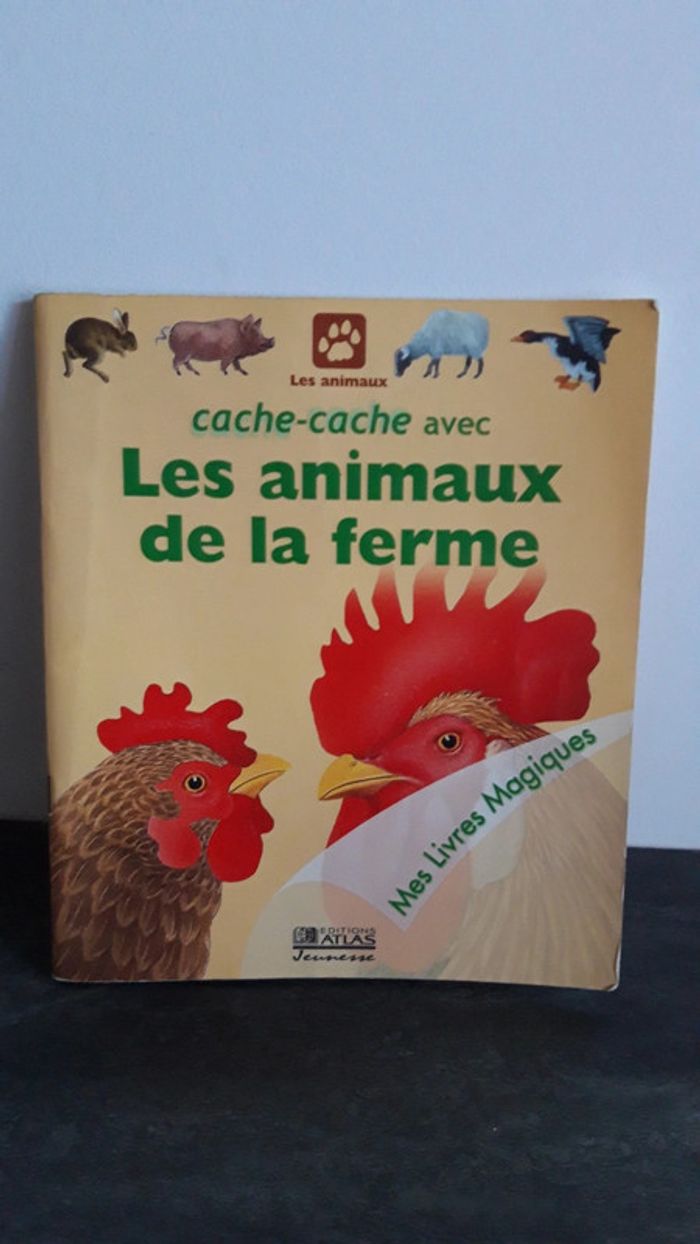 Les animaux
cache-cache avec
Les animaux
de la ferme
Mes Livres Magiques
EDITIONS
ATLAS
Jeunesse